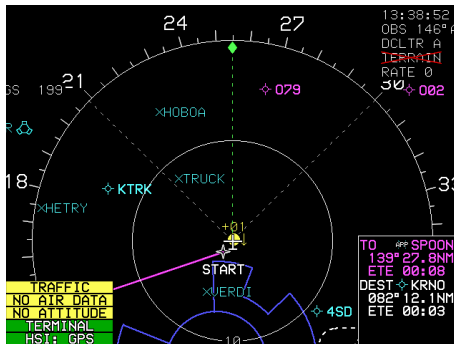 13:38:52
OBS 146°
DCLTR A
TERRAIN
RATE 0
24
27
21
30
GS 199
079
002
HOBOA
R
18
KTRK
TRUCK
HETRY
33
+01
START
TO APP SPOON
139° 27.8NM
ETE 00:08
DEST KRNO
082° 12.1NM
ETE 00:03
TRAFFIC
NO AIR DATA
NO ATTITUDE
TERMINAL
HSI: GPS
VERDI
4SD
10